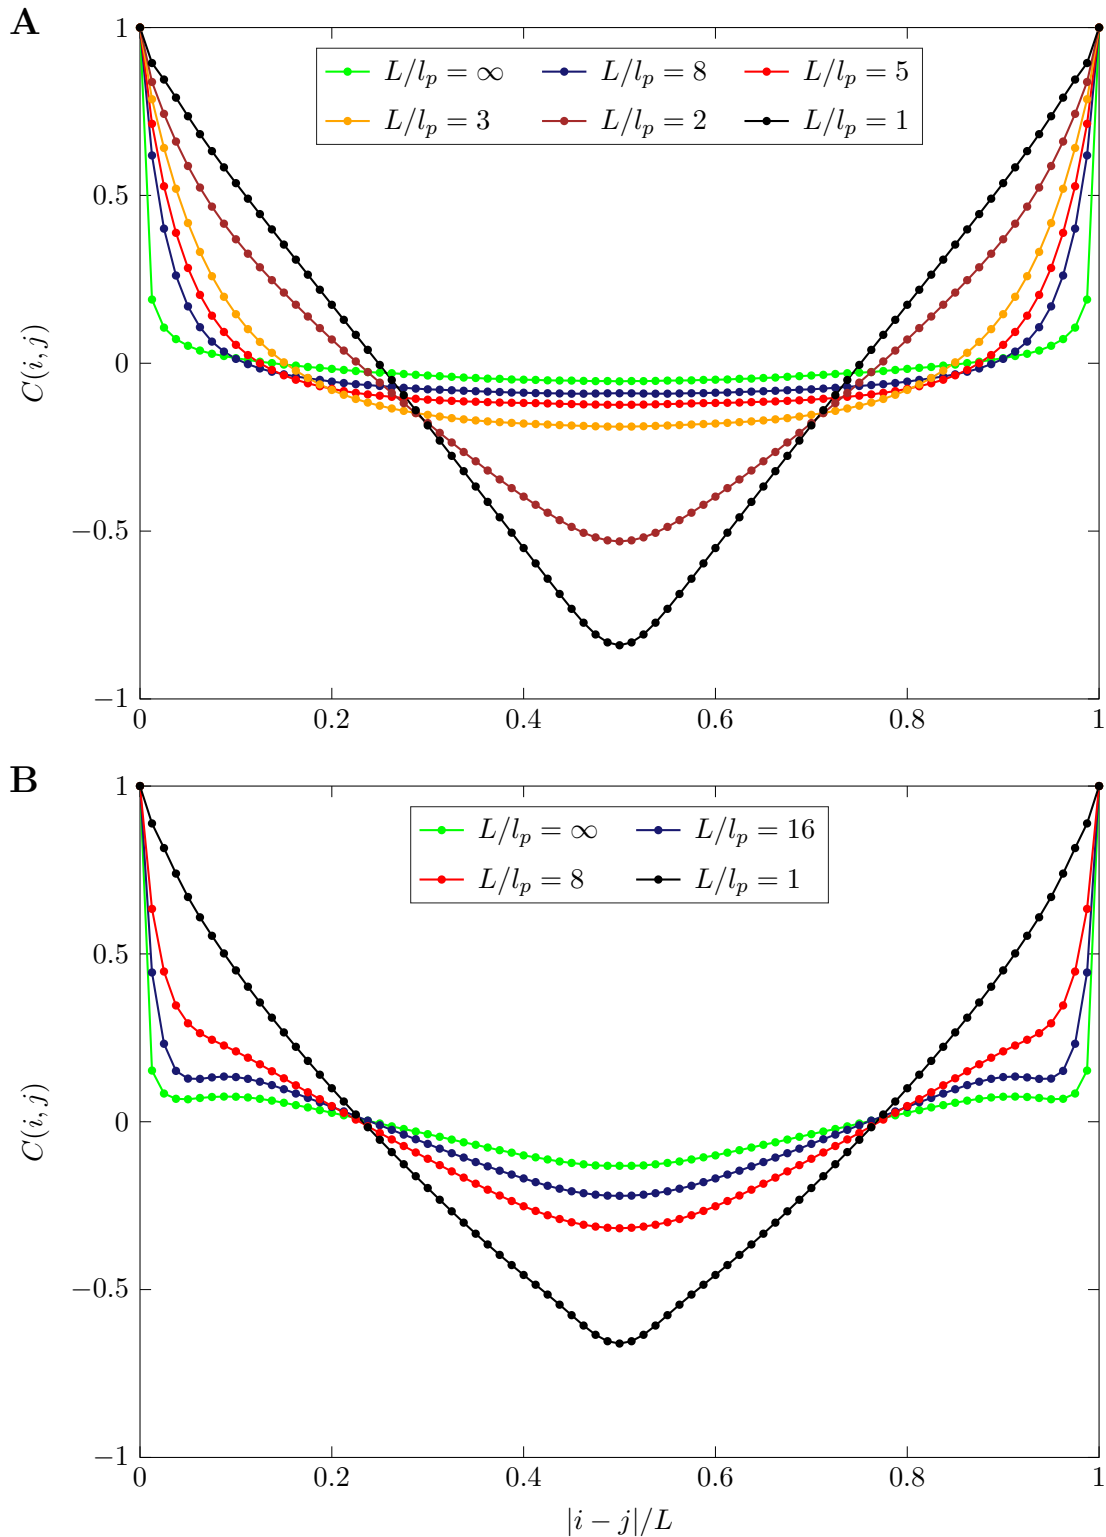 A
1
L/l_p = ∞ L/l_p = 8 L/l_p = 5
L/l_p = 3 L/l_p = 2 L/l_p = 1
0.5
0
C(i, j)
−0.5
−1
0 0.2 0.4 0.6 0.8 1
B
1
L/l_p = ∞ L/l_p = 16
L/l_p = 8 L/l_p = 1
0.5
0
C(i, j)
−0.5
−1
0 0.2 0.4 0.6 0.8 1
|i − j|/L